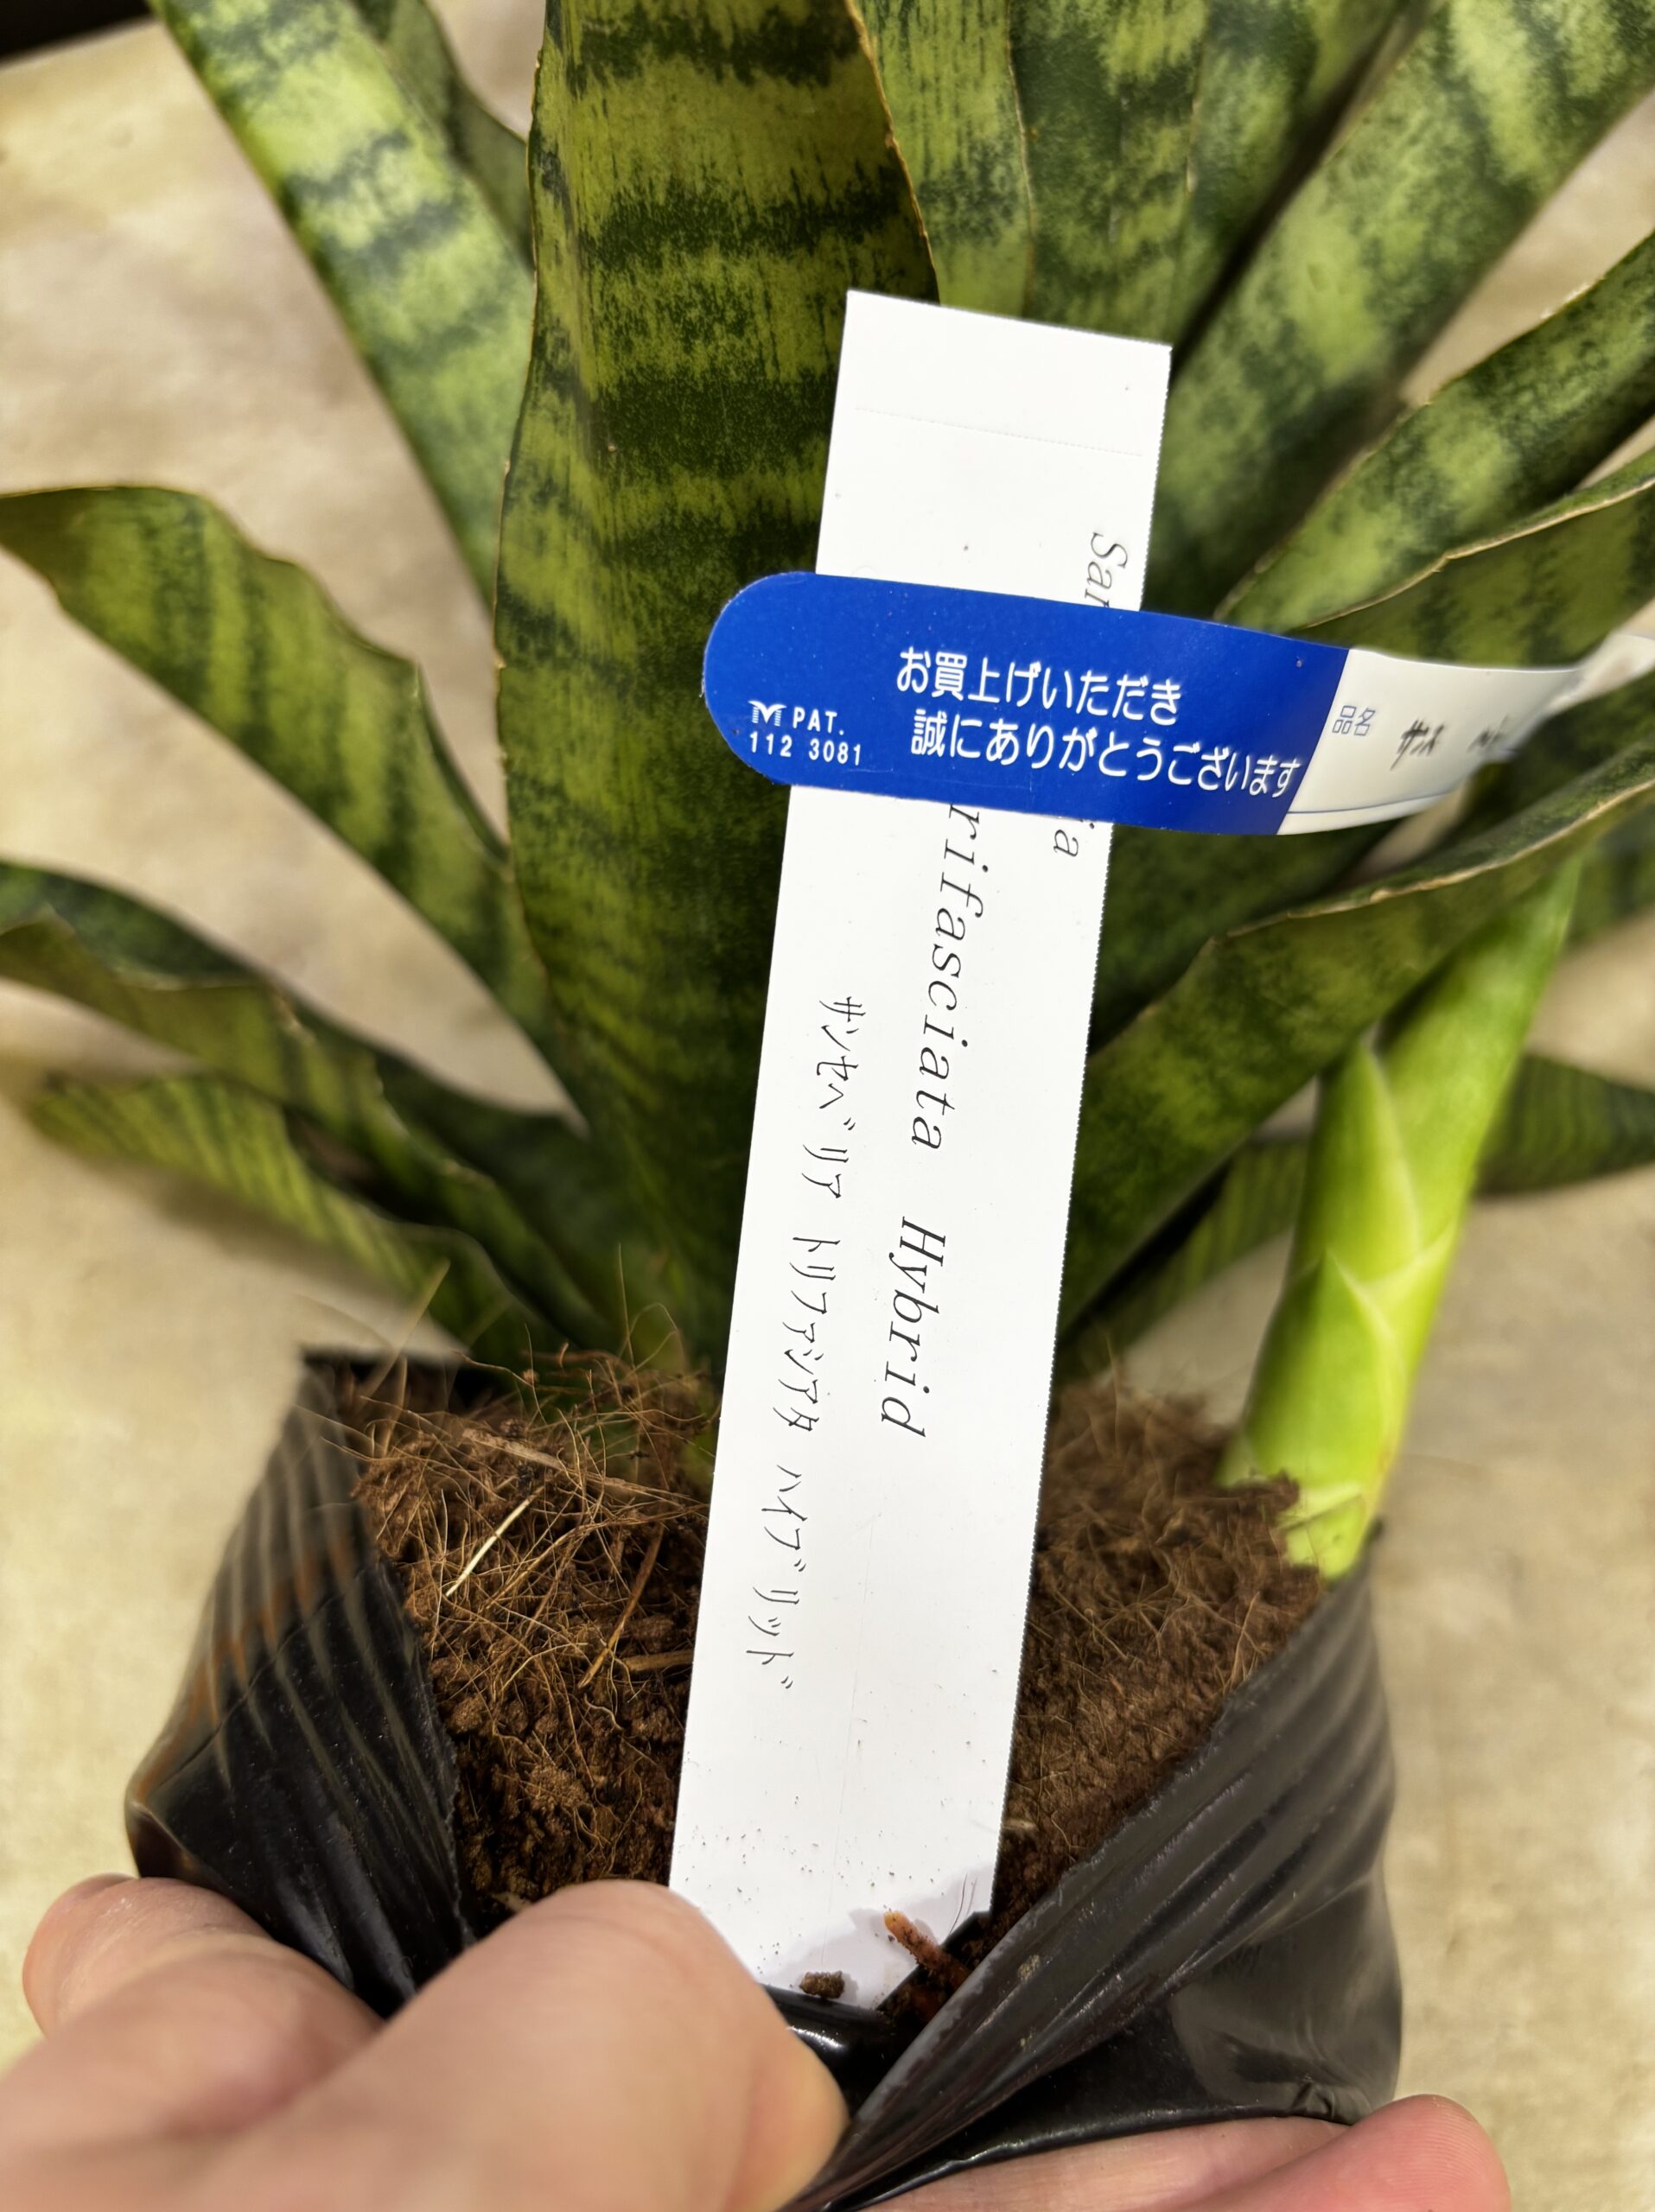 San
ia
rifasciata Hybrid
サンセベリア トリファシアタ ハイブリッド
お買上げいただき
誠にありがとうございます
PAT.
112 3081
品名